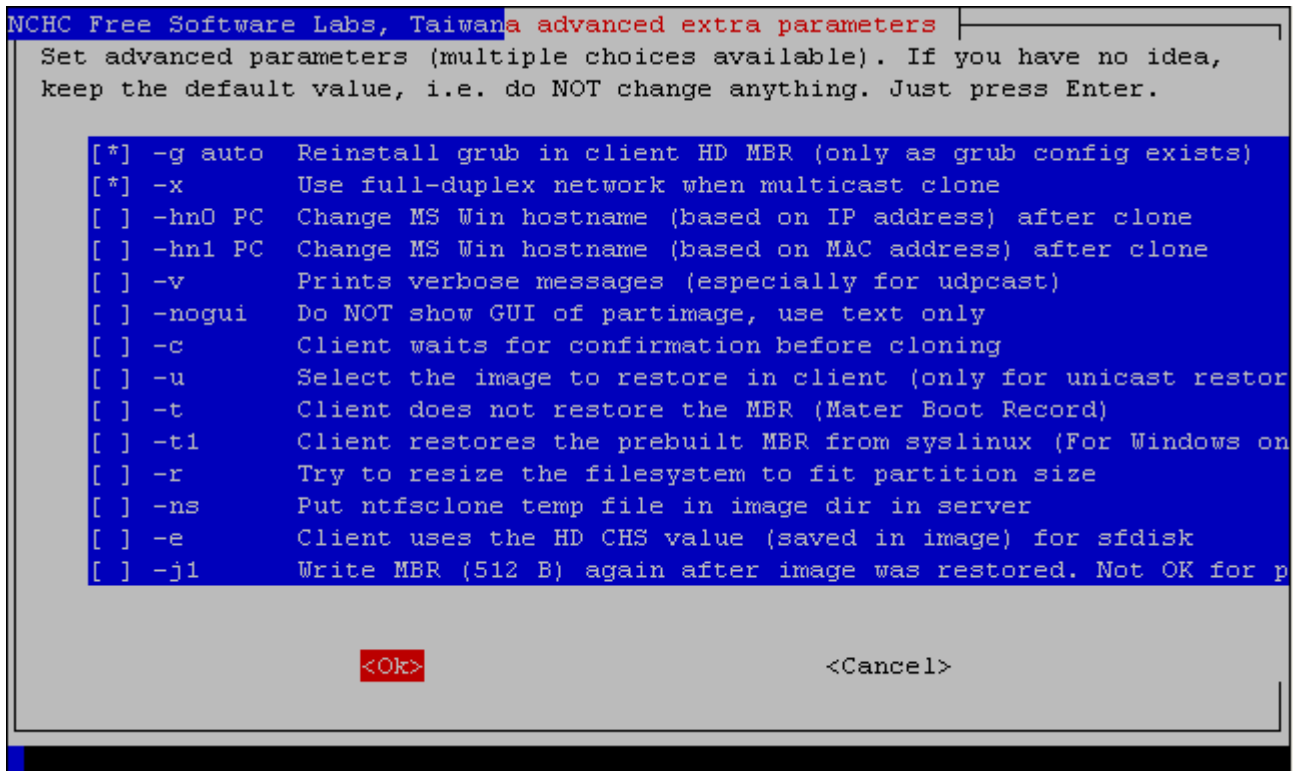 NCHC Free Software Labs, Taiwana advanced extra parameters
Set advanced parameters (multiple choices available). If you have no idea,
keep the default value, i.e. do NOT change anything. Just press Enter.
[*] -g auto Reinstall grub in client HD MBR (only as grub config exists)
[*] -x Use full-duplex network when multicast clone
[ ] -hn0 PC Change MS Win hostname (based on IP address) after clone
[ ] -hn1 PC Change MS Win hostname (based on MAC address) after clone
[ ] -v Prints verbose messages (especially for udpcast)
[ ] -nogui Do NOT show GUI of partimage, use text only
[ ] -c Client waits for confirmation before cloning
[ ] -u Select the image to restore in client (only for unicast restor
[ ] -t Client does not restore the MBR (Mater Boot Record)
[ ] -t1 Client restores the prebuilt MBR from syslinux (For Windows on
[ ] -r Try to resize the filesystem to fit partition size
[ ] -ns Put ntfsclone temp file in image dir in server
[ ] -e Client uses the HD CHS value (saved in image) for sfdisk
[ ] -j1 Write MBR (512 B) again after image was restored. Not OK for p
<Ok> <Cancel>